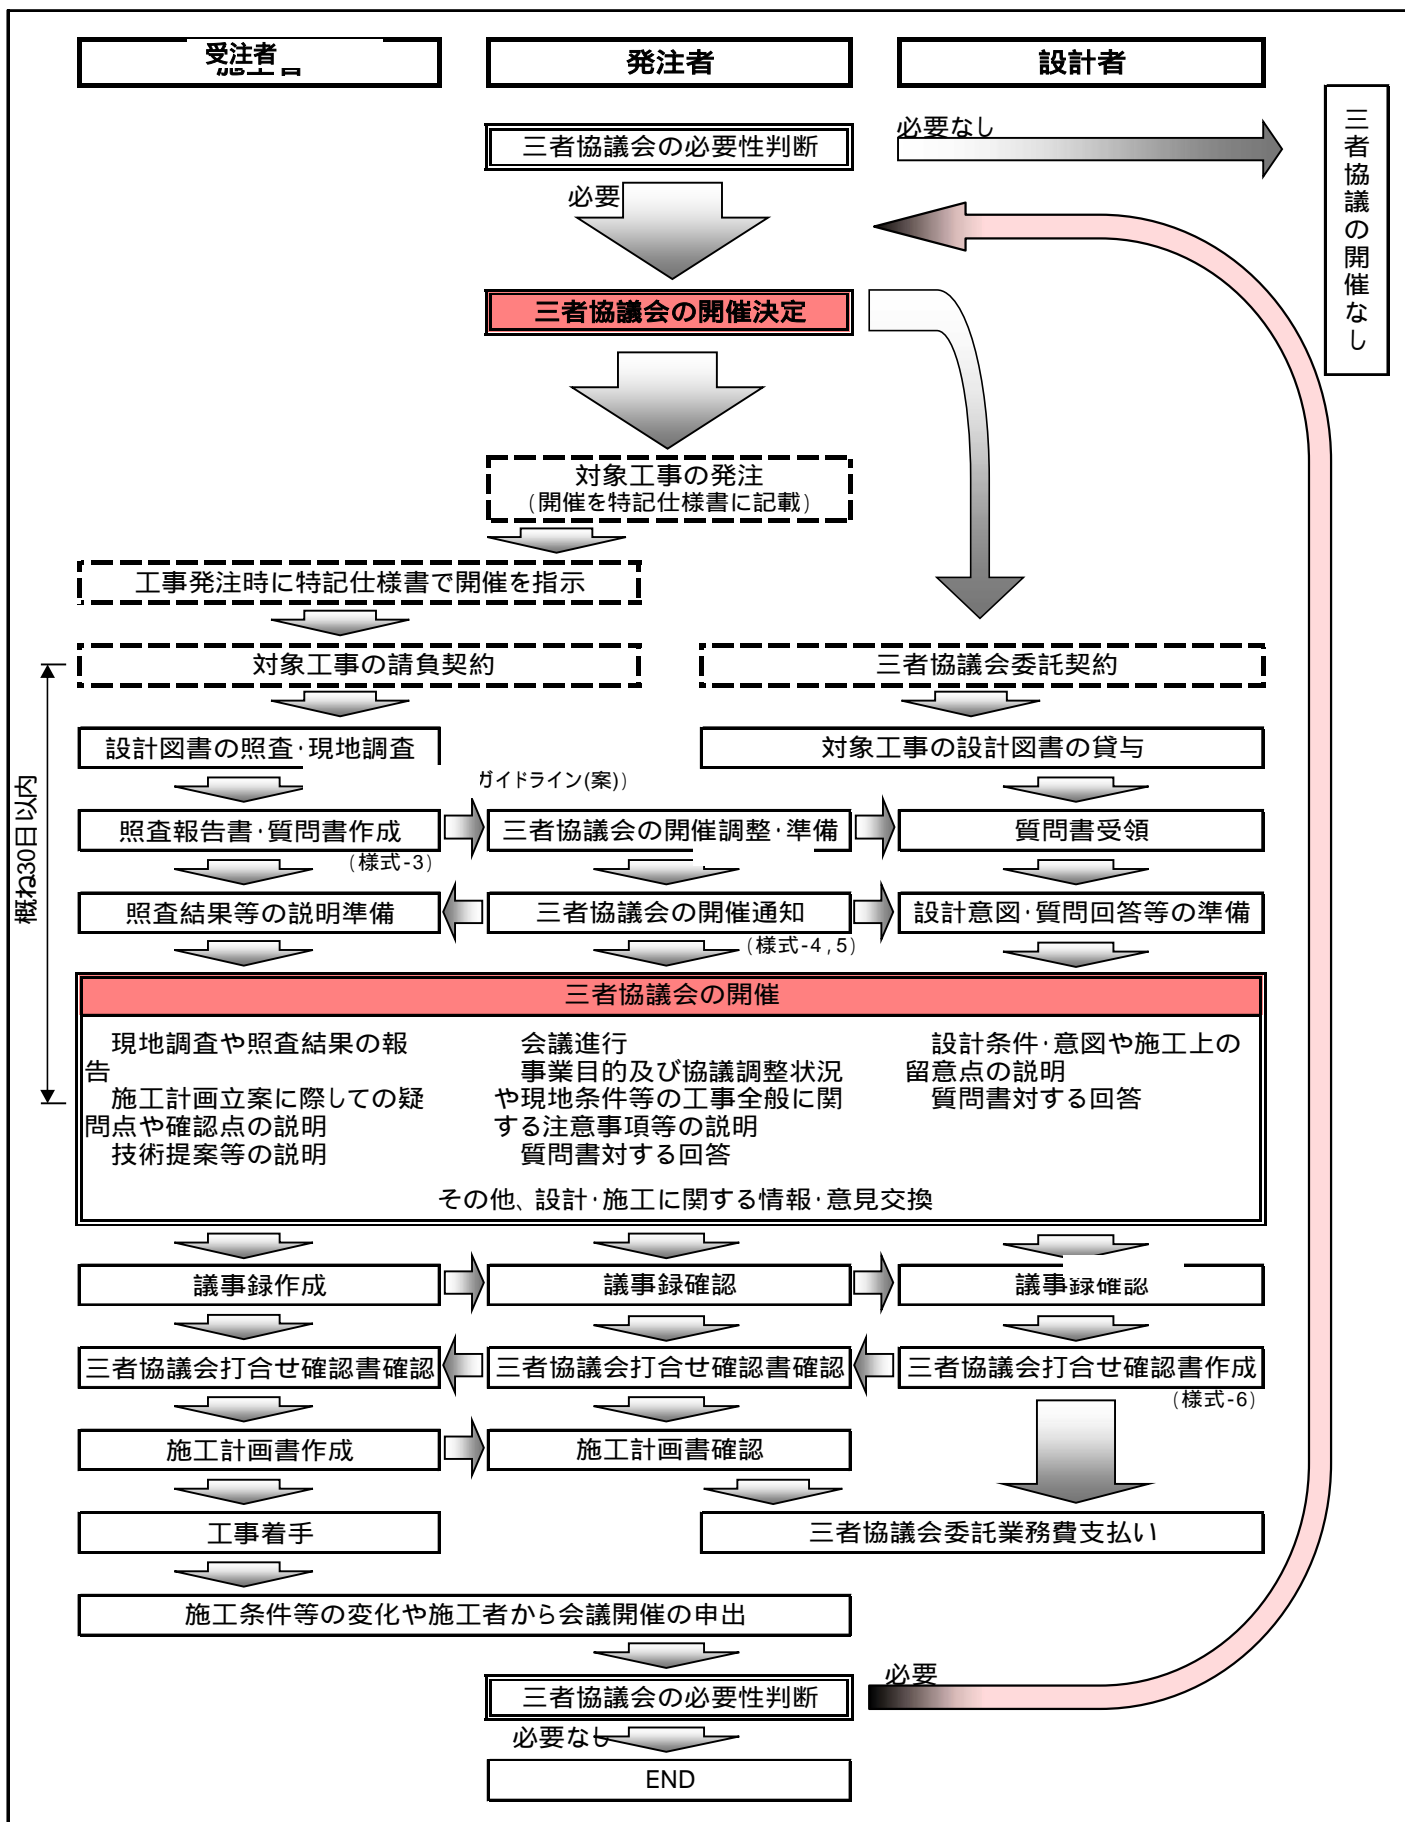 受注者
発注者
設計者
三者協議会の必要性判断
必要なし
三者協議の開催なし
必要
三者協議会の開催決定
対象工事の発注
(開催を特記仕様書に記載)
工事発注時に特記仕様書で開催を指示
対象工事の請負契約
三者協議会委託契約
概ね30日以内
設計図書の照査・現地調査
対象工事の設計図書の貸与
ガイドライン(案))
照査報告書・質問書作成
三者協議会の開催調整・準備
質問書受領
(様式-3)
照査結果等の説明準備
三者協議会の開催通知
設計意図・質問回答等の準備
(様式-4,5)
三者協議会の開催
現地調査や照査結果の報
告
施工計画立案に際しての疑
問点や確認点の説明
技術提案等の説明
会議進行
事業目的及び協議調整状況
や現地条件等の工事全般に関
する注意事項等の説明
質問書対する回答
設計条件・意図や施工上の
留意点の説明
質問書対する回答
その他、設計・施工に関する情報・意見交換
議事録作成
議事録確認
議事録確認
三者協議会打合せ確認書確認
三者協議会打合せ確認書確認
三者協議会打合せ確認書作成
(様式-6)
施工計画書作成
施工計画書確認
工事着手
三者協議会委託業務費支払い
施工条件等の変化や施工者から会議開催の申出
三者協議会の必要性判断
必要
必要なし
END